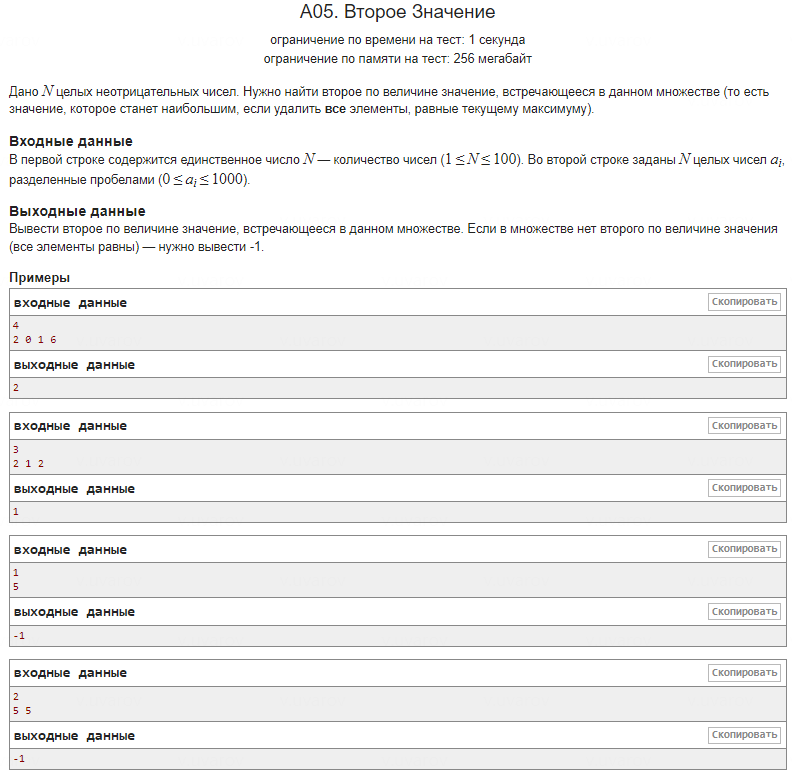 A05. Второе Значение
ограничение по времени на тест: 1 секунда
ограничение по памяти на тест: 256 мегабайт
Дано N целых неотрицательных чисел. Нужно найти второе по величине значение, встречающееся в данном множестве (то есть
значение, которое станет наибольшим, если удалить все элементы, равные текущему максимуму).
Входные данные
В первой строке содержится единственное число N — количество чисел (1 ≤ N ≤ 100). Во второй строке заданы N целых чисел aᵢ,
разделенные пробелами (0 ≤ aᵢ ≤ 1000).
Выходные данные
Вывести второе по величине значение, встречающееся в данном множестве. Если в множестве нет второго по величине значения
(все элементы равны) — нужно вывести -1.
Примеры
входные данные Скопировать
4
2 0 1 6
выходные данные Скопировать
2
входные данные Скопировать
3
2 1 2
выходные данные Скопировать
1
входные данные Скопировать
1
5
выходные данные Скопировать
-1
входные данные Скопировать
2
5 5
выходные данные Скопировать
-1